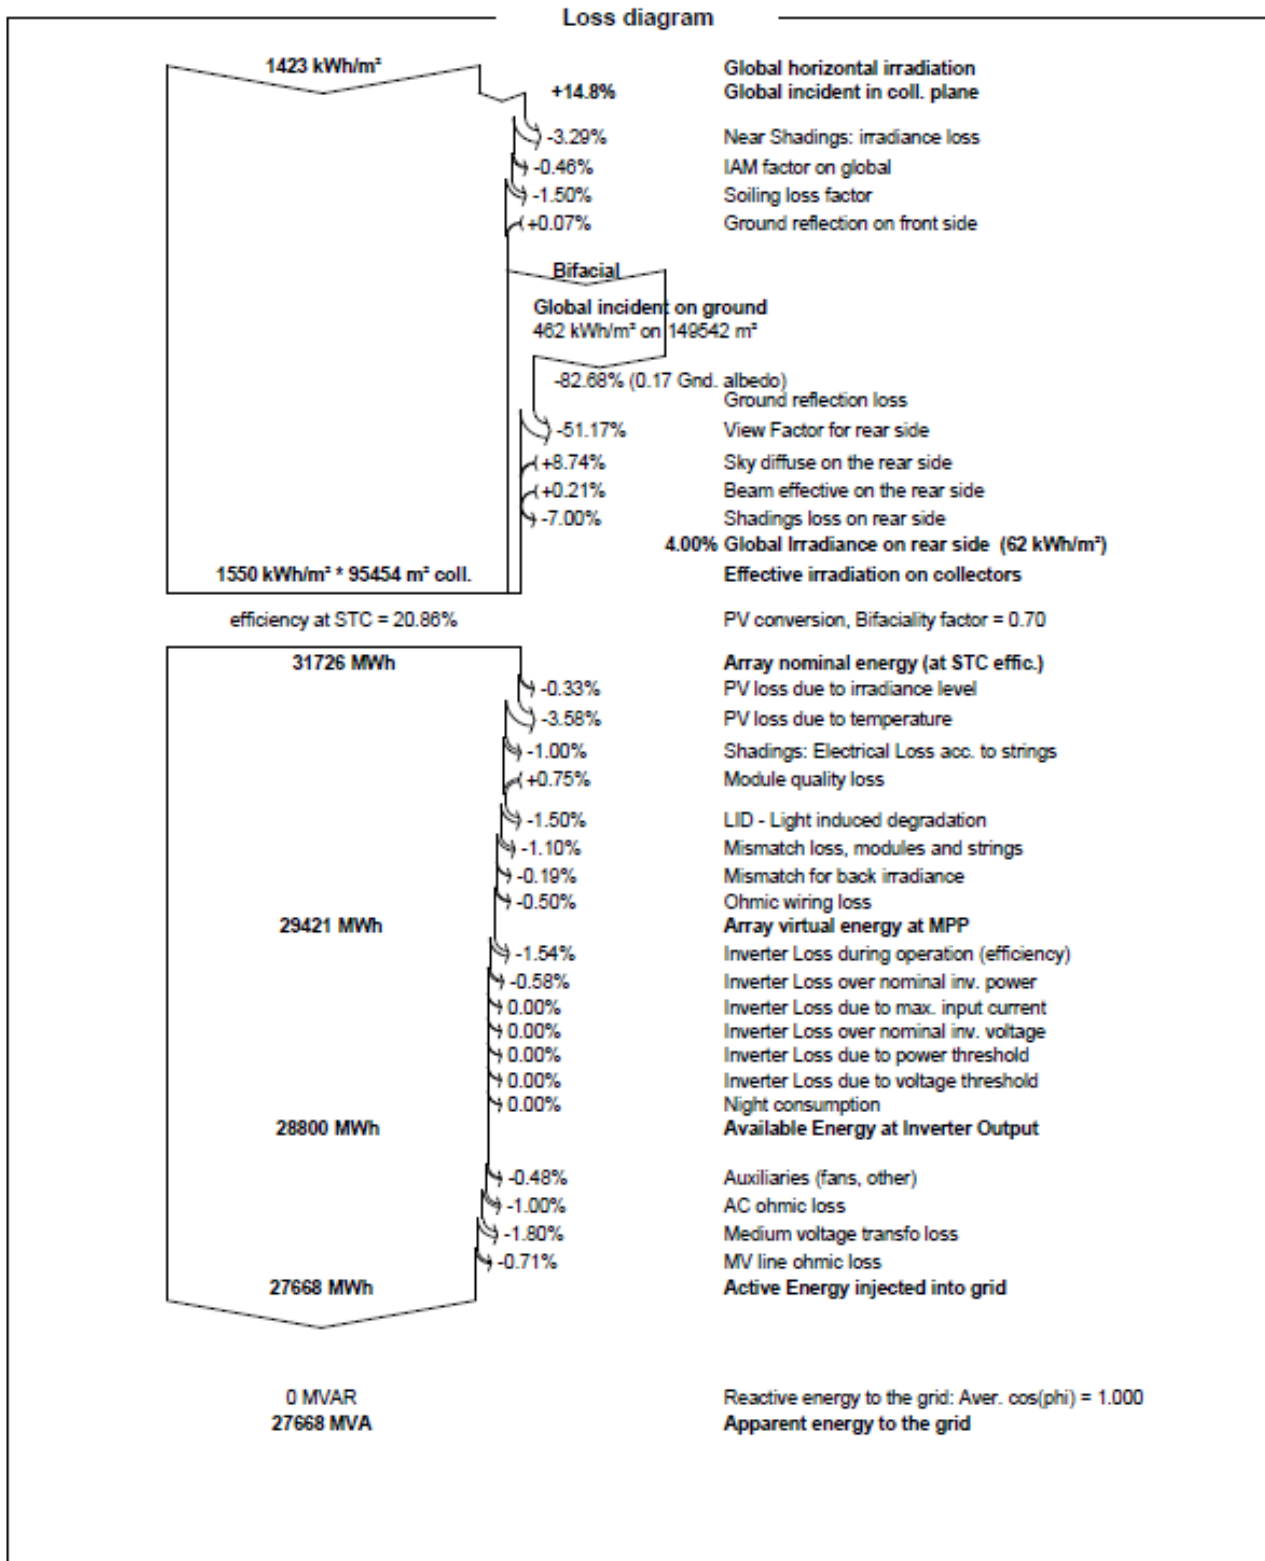 Loss diagram
1423 kWh/m² Global horizontal irradiation
+14.8% Global incident in coll. plane
-3.29% Near Shadings: irradiance loss
-0.46% IAM factor on global
-1.50% Soiling loss factor
+0.07% Ground reflection on front side
Bifacial
Global incident on ground
462 kWh/m² on 149542 m²
-82.68% (0.17 Gnd. albedo)
Ground reflection loss
-51.17% View Factor for rear side
+8.74% Sky diffuse on the rear side
+0.21% Beam effective on the rear side
-7.00% Shadings loss on rear side
4.00% Global Irradiance on rear side (62 kWh/m²)
1550 kWh/m² * 95454 m² coll. Effective irradiation on collectors
efficiency at STC = 20.86% PV conversion, Bifaciality factor = 0.70
31726 MWh Array nominal energy (at STC effic.)
-0.33% PV loss due to irradiance level
-3.58% PV loss due to temperature
-1.00% Shadings: Electrical Loss acc. to strings
+0.75% Module quality loss
-1.50% LID - Light induced degradation
-1.10% Mismatch loss, modules and strings
-0.19% Mismatch for back irradiance
-0.50% Ohmic wiring loss
29421 MWh Array virtual energy at MPP
-1.54% Inverter Loss during operation (efficiency)
-0.58% Inverter Loss over nominal inv. power
0.00% Inverter Loss due to max. input current
0.00% Inverter Loss over nominal inv. voltage
0.00% Inverter Loss due to power threshold
0.00% Inverter Loss due to voltage threshold
0.00% Night consumption
28800 MWh Available Energy at Inverter Output
-0.48% Auxiliaries (fans, other)
-1.00% AC ohmic loss
-1.80% Medium voltage transfo loss
-0.71% MV line ohmic loss
27668 MWh Active Energy injected into grid
0 MVAR Reactive energy to the grid: Aver. cos(phi) = 1.000
27668 MVA Apparent energy to the grid